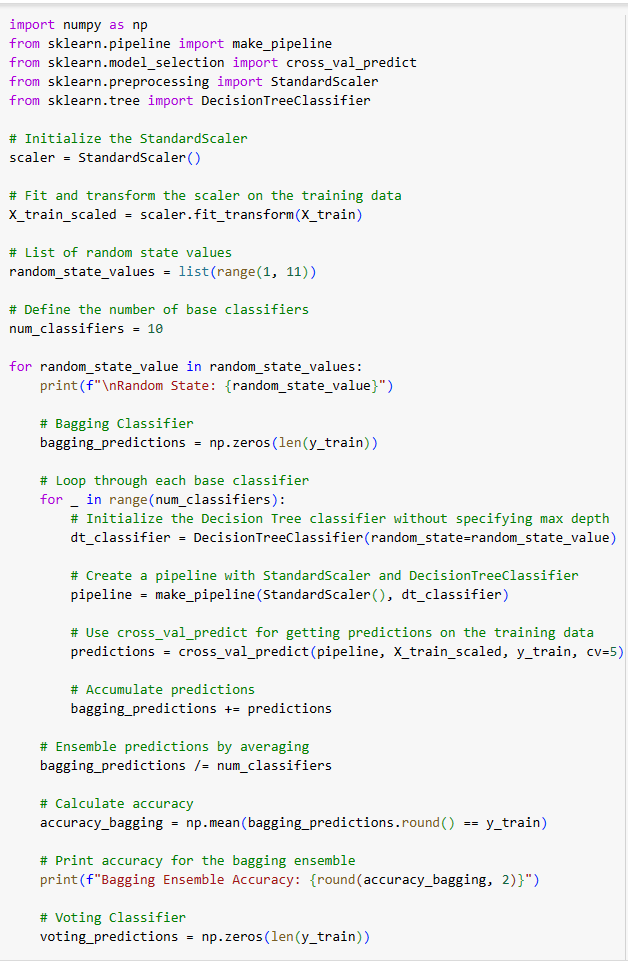 import numpy as np
from sklearn.pipeline import make_pipeline
from sklearn.model_selection import cross_val_predict
from sklearn.preprocessing import StandardScaler
from sklearn.tree import DecisionTreeClassifier

# Initialize the StandardScaler
scaler = StandardScaler()

# Fit and transform the scaler on the training data
X_train_scaled = scaler.fit_transform(X_train)

# List of random state values
random_state_values = list(range(1, 11))

# Define the number of base classifiers
num_classifiers = 10

for random_state_value in random_state_values:
    print(f"\nRandom State: {random_state_value}")

    # Bagging Classifier
    bagging_predictions = np.zeros(len(y_train))

    # Loop through each base classifier
    for _ in range(num_classifiers):
        # Initialize the Decision Tree classifier without specifying max depth
        dt_classifier = DecisionTreeClassifier(random_state=random_state_value)

        # Create a pipeline with StandardScaler and DecisionTreeClassifier
        pipeline = make_pipeline(StandardScaler(), dt_classifier)

        # Use cross_val_predict for getting predictions on the training data
        predictions = cross_val_predict(pipeline, X_train_scaled, y_train, cv=5)

        # Accumulate predictions
        bagging_predictions += predictions

    # Ensemble predictions by averaging
    bagging_predictions /= num_classifiers

    # Calculate accuracy
    accuracy_bagging = np.mean(bagging_predictions.round() == y_train)

    # Print accuracy for the bagging ensemble
    print(f"Bagging Ensemble Accuracy: {round(accuracy_bagging, 2)}")

    # Voting Classifier
    voting_predictions = np.zeros(len(y_train))